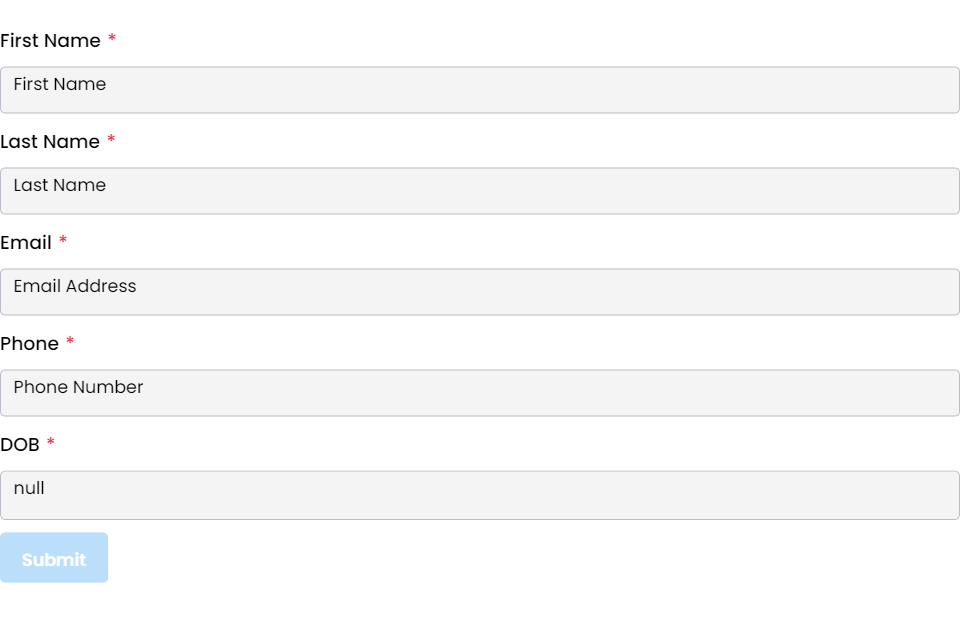 First Name *
First Name
Last Name *
Last Name
Email *
Email Address
Phone *
Phone Number
DOB *
null
Submit